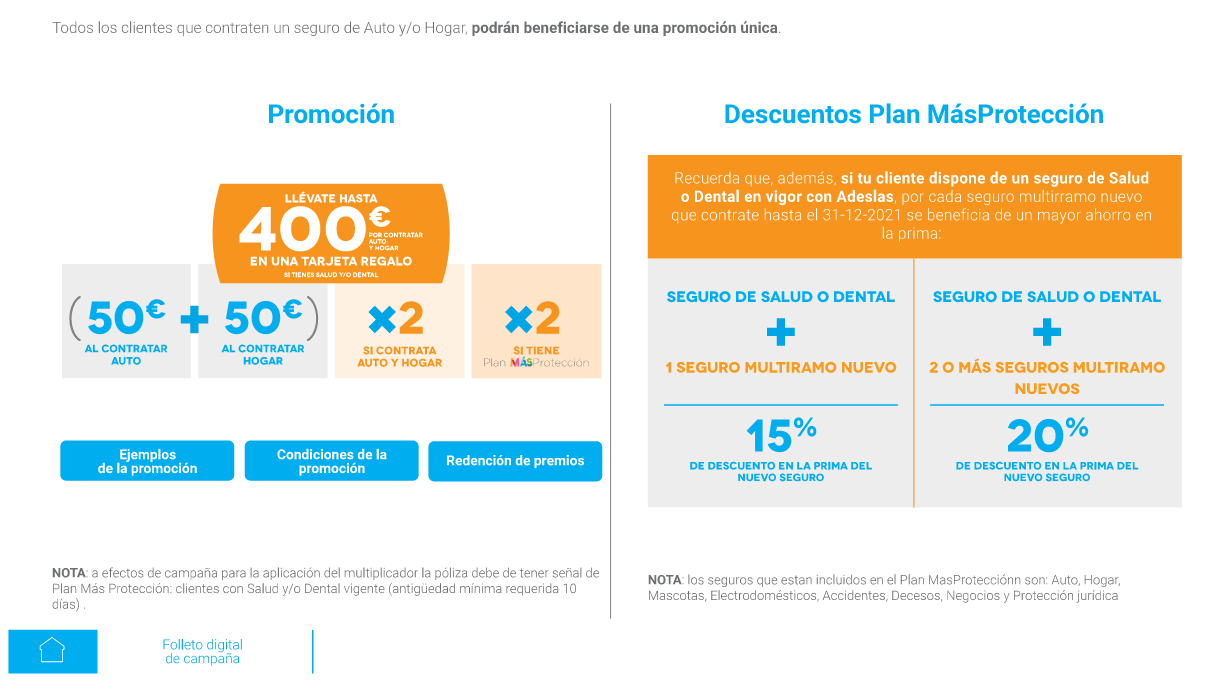 Todos los clientes que contraten un seguro de Auto y/o Hogar, podrán beneficiarse de una promoción única.
Promoción
LLÉVATE HASTA
400€
POR CONTRATAR
AUTO
Y HOGAR
EN UNA TARJETA REGALO
SI TIENES SALUD Y/O DENTAL
(50€ + 50€)
AL CONTRATAR
AUTO
AL CONTRATAR
HOGAR
×2
SI CONTRATA
AUTO Y HOGAR
×2
SI TIENE
Plan MÁSProtección
Ejemplos
de la promoción
Condiciones de la
promoción
Redención de premios
NOTA: a efectos de campaña para la aplicación del multiplicador la póliza debe de tener señal de
Plan Más Protección: clientes con Salud y/o Dental vigente (antigüedad mínima requerida 10
días) .
Descuentos Plan MásProtección
Recuerda que, además, si tu cliente dispone de un seguro de Salud
o Dental en vigor con Adeslas, por cada seguro multirramo nuevo
que contrate hasta el 31-12-2021 se beneficia de un mayor ahorro en
la prima:
SEGURO DE SALUD O DENTAL
+
1 SEGURO MULTIRAMO NUEVO
15%
DE DESCUENTO EN LA PRIMA DEL
NUEVO SEGURO
SEGURO DE SALUD O DENTAL
+
2 O MÁS SEGUROS MULTIRAMO
NUEVOS
20%
DE DESCUENTO EN LA PRIMA DEL
NUEVO SEGURO
NOTA: los seguros que estan incluidos en el Plan MasProteccíónn son: Auto, Hogar,
Mascotas, Electrodomésticos, Accidentes, Decesos, Negocios y Protección jurídica
Folleto digital
de campaña